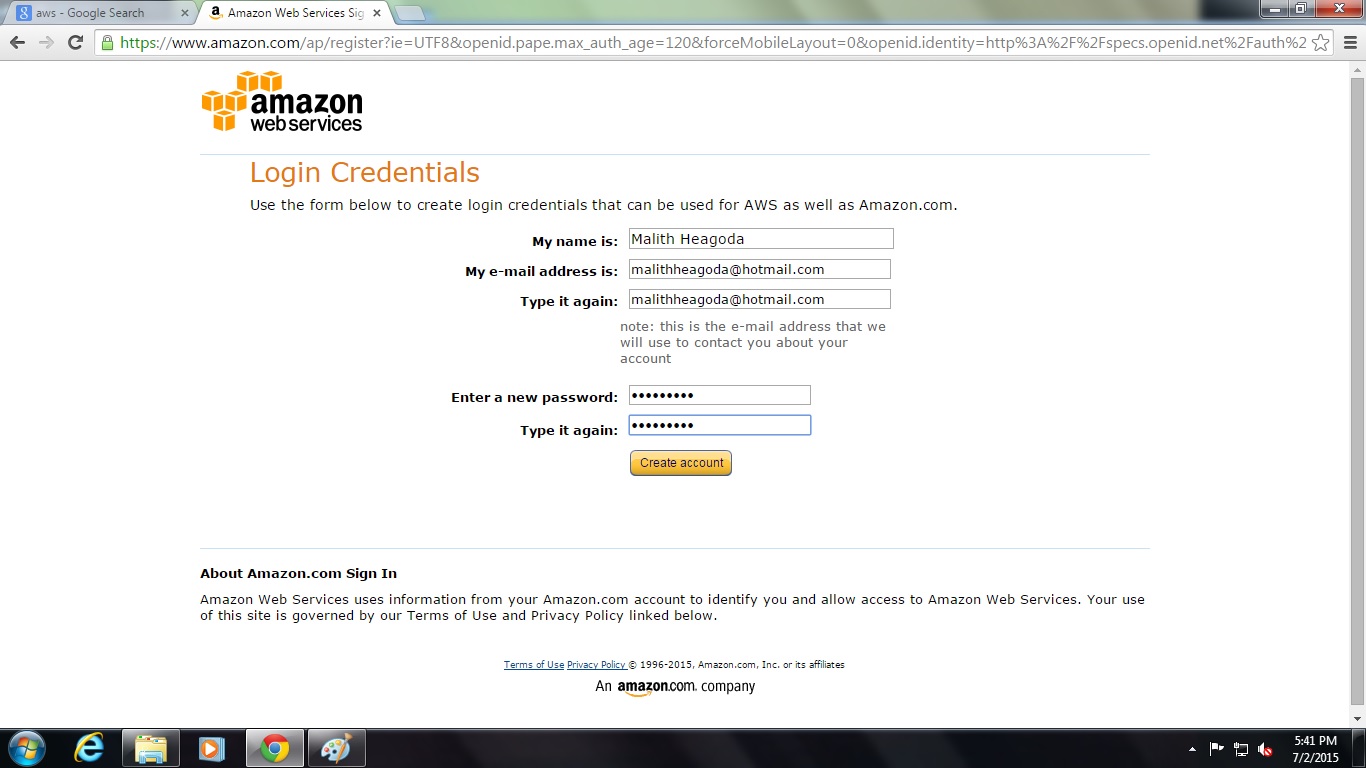 aws - Google Search
Amazon Web Services Sig
https://www.amazon.com/ap/register?ie=UTF8&openid.pape.max_auth_age=120&forceMobileLayout=0&openid.identity=http%3A%2F%2Fspecs.openid.net%2Fauth%2
amazon
web services
Login Credentials
Use the form below to create login credentials that can be used for AWS as well as Amazon.com.
My name is: Malith Heagoda
My e-mail address is: malithheagoda@hotmail.com
Type it again: malithheagoda@hotmail.com
note: this is the e-mail address that we
will use to contact you about your
account
Enter a new password: •••••••••
Type it again: •••••••••
Create account
About Amazon.com Sign In
Amazon Web Services uses information from your Amazon.com account to identify you and allow access to Amazon Web Services. Your use
of this site is governed by our Terms of Use and Privacy Policy linked below.
Terms of Use Privacy Policy © 1996-2015, Amazon.com, Inc. or its affiliates
An amazon.com company
5:41 PM
7/2/2015